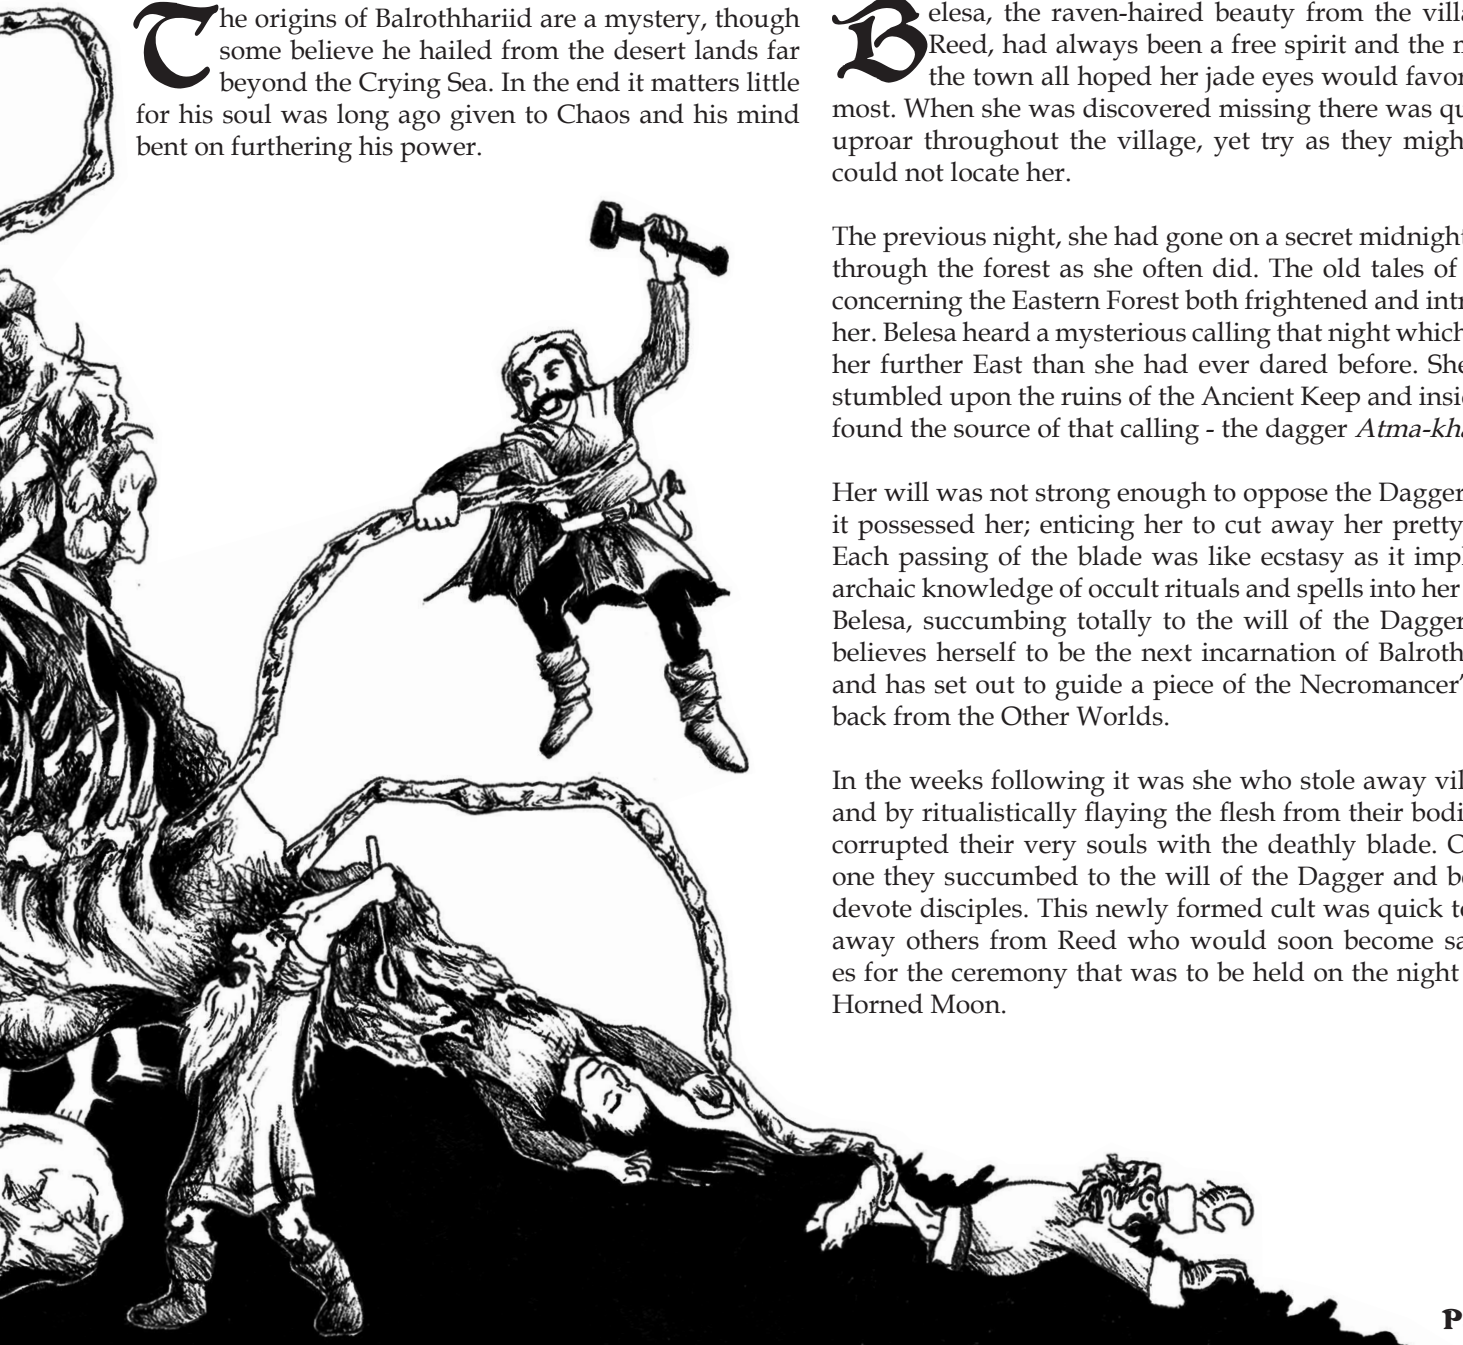 The origins of Balrothhariid are a mystery, though
some believe he hailed from the desert lands far
beyond the Crying Sea. In the end it matters little
for his soul was long ago given to Chaos and his mind
bent on furthering his power.
Belesa, the raven-haired beauty from the villa
Reed, had always been a free spirit and the m
the town all hoped her jade eyes would favor
most. When she was discovered missing there was qu
uproar throughout the village, yet try as they migh
could not locate her.
The previous night, she had gone on a secret midnight
through the forest as she often did. The old tales of
concerning the Eastern Forest both frightened and intr
her. Belesa heard a mysterious calling that night which
her further East than she had ever dared before. She
stumbled upon the ruins of the Ancient Keep and insi
found the source of that calling - the dagger Atma-kha
Her will was not strong enough to oppose the Dagger
it possessed her; enticing her to cut away her pretty
Each passing of the blade was like ecstasy as it impl
archaic knowledge of occult rituals and spells into her
Belesa, succumbing totally to the will of the Dagger
believes herself to be the next incarnation of Balroth
and has set out to guide a piece of the Necromancer'
back from the Other Worlds.
In the weeks following it was she who stole away vil
and by ritualistically flaying the flesh from their bodi
corrupted their very souls with the deathly blade. O
one they succumbed to the will of the Dagger and be
devote disciples. This newly formed cult was quick to
away others from Reed who would soon become sa
es for the ceremony that was to be held on the night
Horned Moon.
P